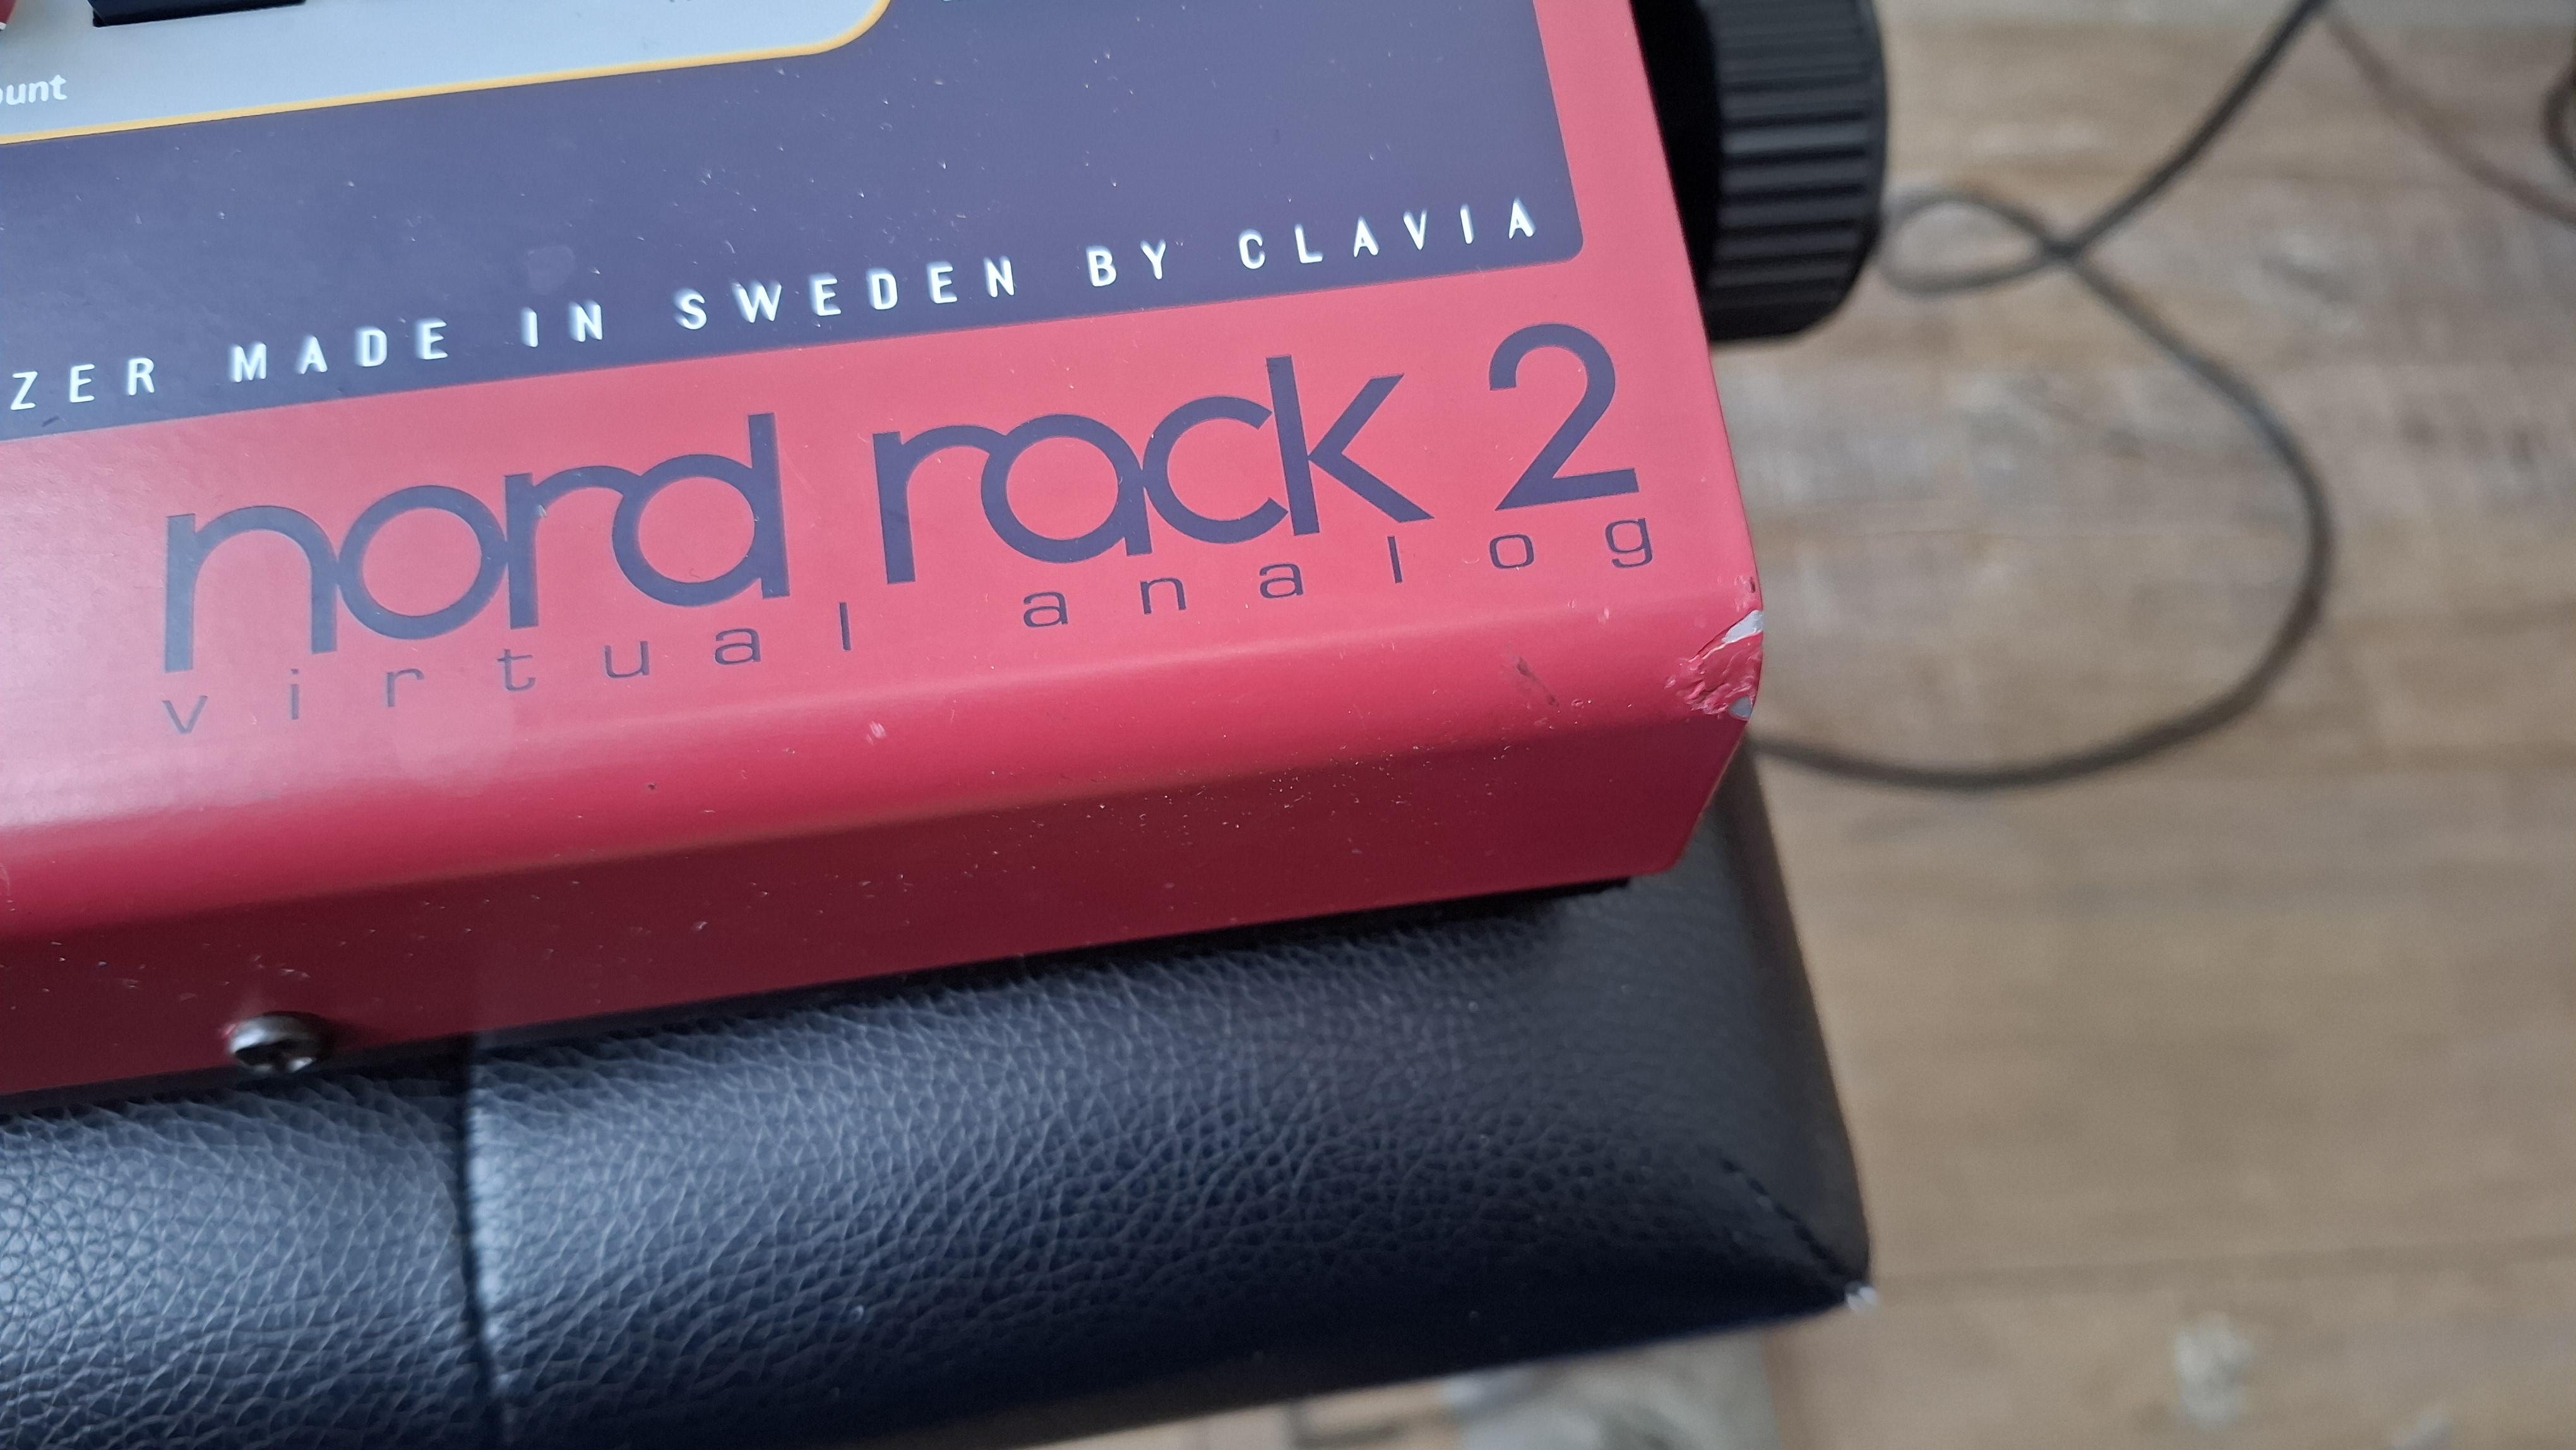 ount
ZER MADE IN SWEDEN BY CLAVIA
nord rack 2
virtual analog